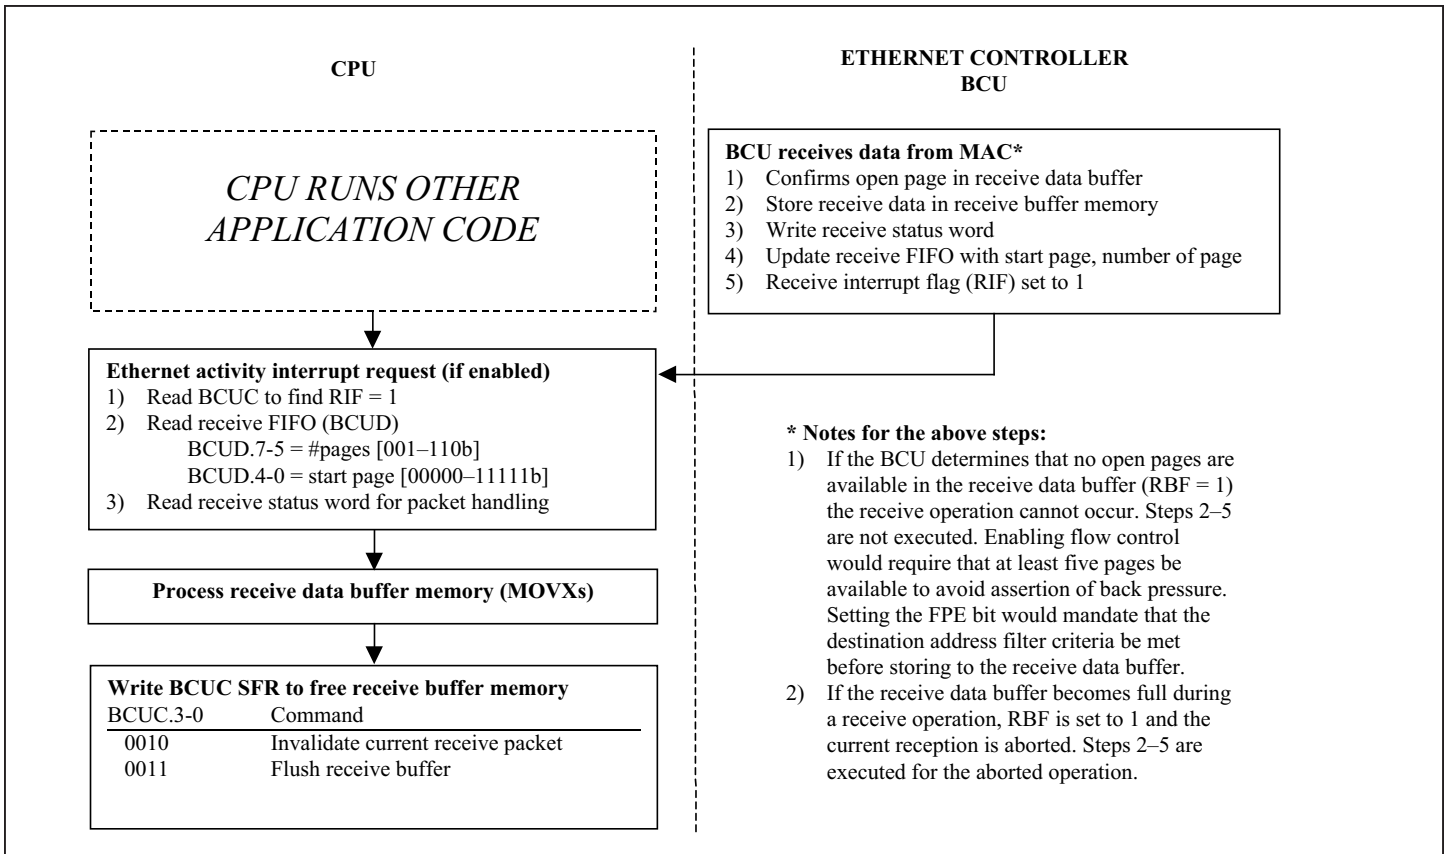 CPU
CPU RUNS OTHER
APPLICATION CODE
Ethernet activity interrupt request (if enabled)
1) Read BCUC to find RIF = 1
2) Read receive FIFO (BCUD)
BCUD.7-5 = #pages [001–110b]
BCUD.4-0 = start page [00000–11111b]
3) Read receive status word for packet handling
Process receive data buffer memory (MOVXs)
Write BCUC SFR to free receive buffer memory
BCUC.3-0 Command
0010 Invalidate current receive packet
0011 Flush receive buffer
ETHERNET CONTROLLER
BCU
BCU receives data from MAC*
1) Confirms open page in receive data buffer
2) Store receive data in receive buffer memory
3) Write receive status word
4) Update receive FIFO with start page, number of page
5) Receive interrupt flag (RIF) set to 1
* Notes for the above steps:
1) If the BCU determines that no open pages are
available in the receive data buffer (RBF = 1)
the receive operation cannot occur. Steps 2–5
are not executed. Enabling flow control
would require that at least five pages be
available to avoid assertion of back pressure.
Setting the FPE bit would mandate that the
destination address filter criteria be met
before storing to the receive data buffer.
2) If the receive data buffer becomes full during
a receive operation, RBF is set to 1 and the
current reception is aborted. Steps 2–5 are
executed for the aborted operation.